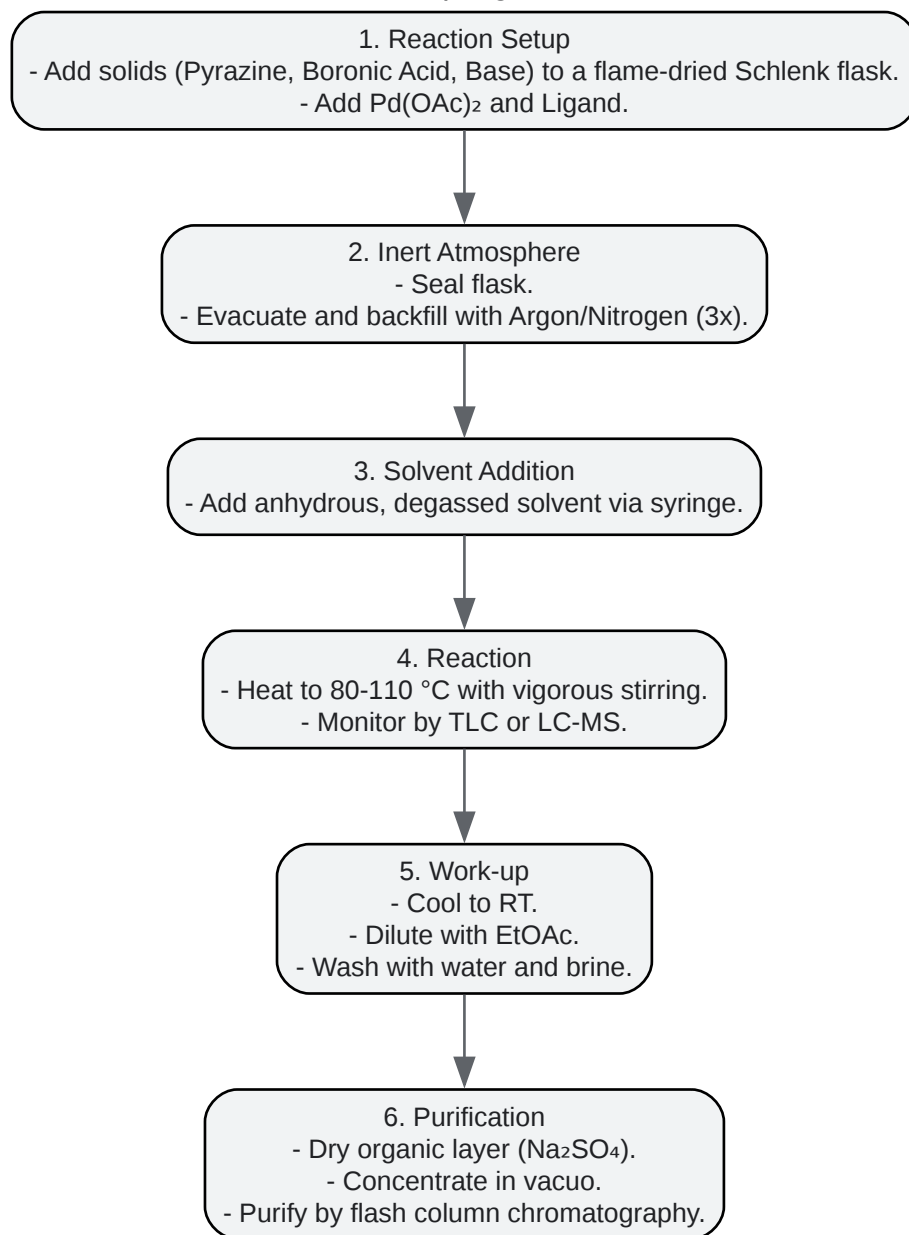 1. Reaction Setup
- Add solids (Pyrazine, Boronic Acid, Base) to a flame-dried Schlenk flask.
- Add Pd(OAc)₂ and Ligand.
2. Inert Atmosphere
- Seal flask.
- Evacuate and backfill with Argon/Nitrogen (3x).
3. Solvent Addition
- Add anhydrous, degassed solvent via syringe.
4. Reaction
- Heat to 80-110 °C with vigorous stirring.
- Monitor by TLC or LC-MS.
5. Work-up
- Cool to RT.
- Dilute with EtOAc.
- Wash with water and brine.
6. Purification
- Dry organic layer (Na₂SO₄).
- Concentrate in vacuo.
- Purify by flash column chromatography.